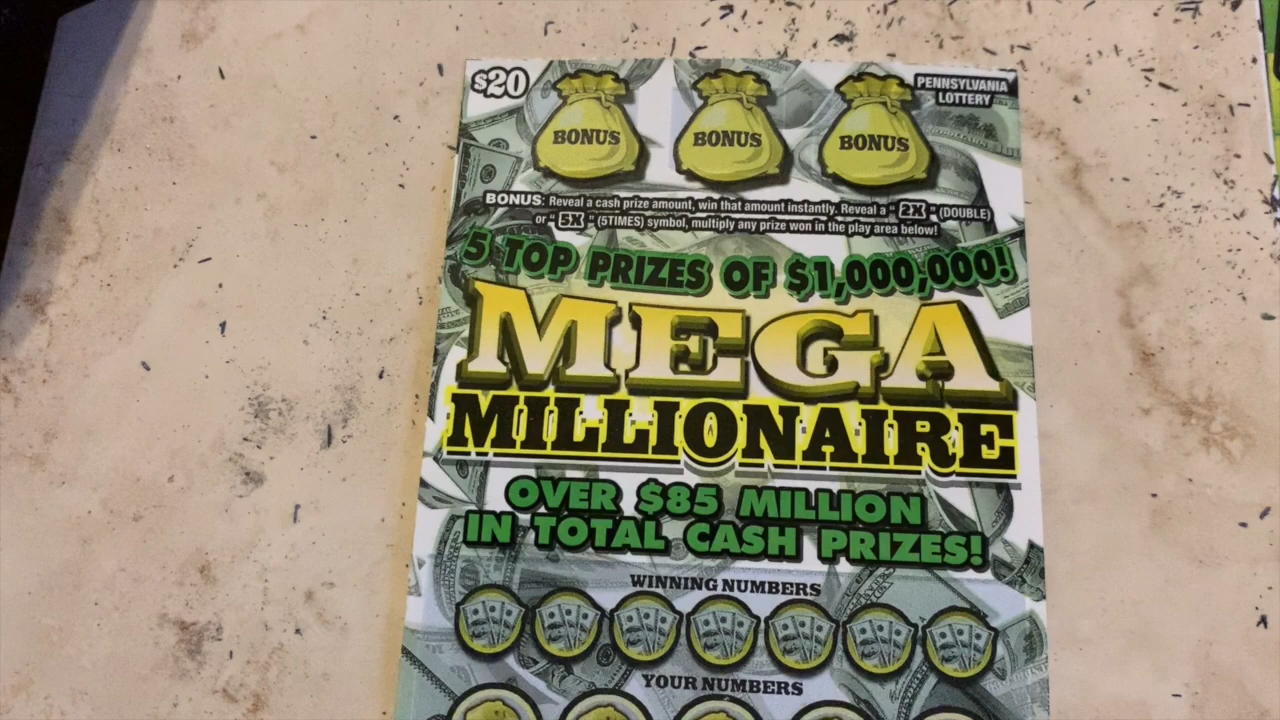 $20
PENNSYLVANIA
LOTTERY
BONUS
BONUS
BONUS
BONUS: Reveal a cash prize amount, win that amount instantly. Reveal a "2X" (DOUBLE)
or "5X" (5TIMES) symbol, multiply any prize won in the play area below!
5 TOP PRIZES OF $1,000,000!
MEGA
MILLIONAIRE
OVER $85 MILLION
IN TOTAL CASH PRIZES!
WINNING NUMBERS
YOUR NUMBERS